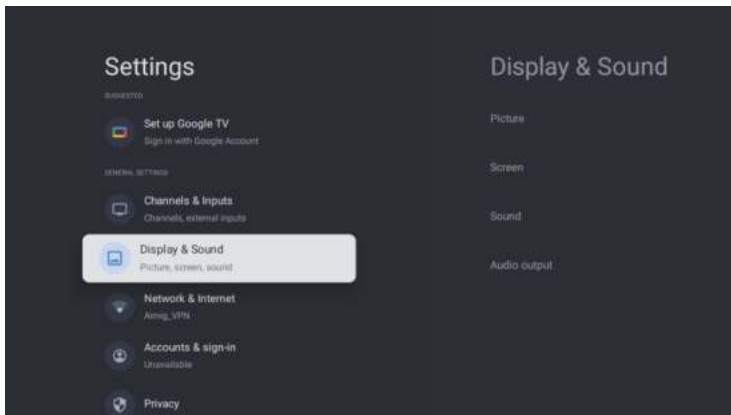 Settings
SUGGESTED
Set up Google TV
Sign in with Google Account
GENERAL SETTINGS
Channels & Inputs
Channels, external inputs
Display & Sound
Picture, screen, sound
Network & Internet
Aimig_VPN
Accounts & sign-in
Unavailable
Privacy
Display & Sound
Picture
Screen
Sound
Audio output